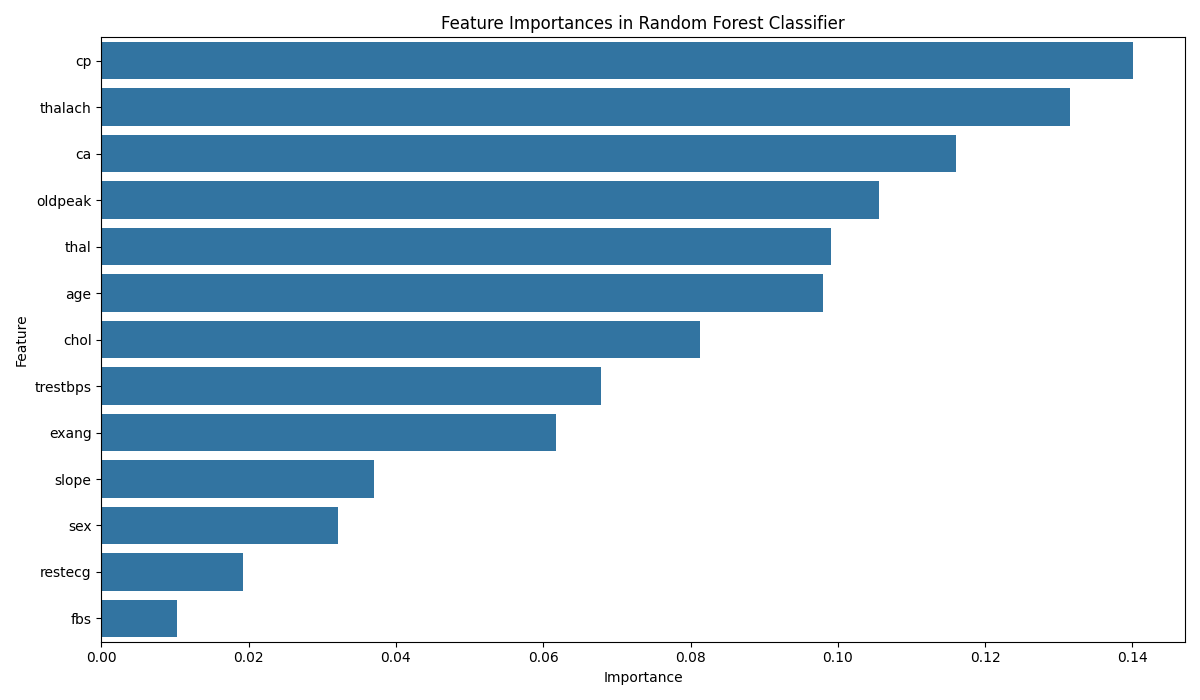 Feature Importances in Random Forest Classifier
cp
thalach
ca
oldpeak
thal
age
chol
trestbps
exang
slope
sex
restecg
fbs
Feature
0.00 0.02 0.04 0.06 0.08 0.10 0.12 0.14
Importance